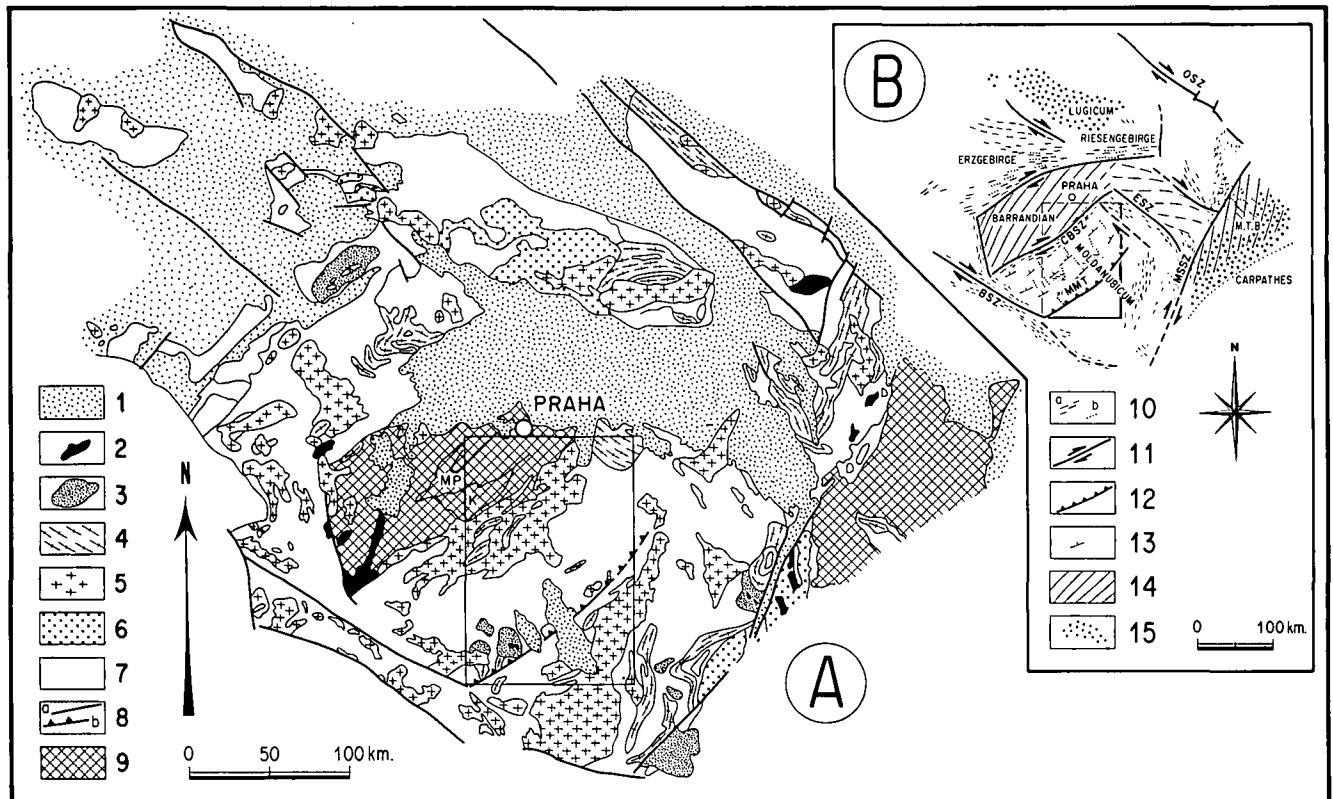 B
OSZ
LUGICUM
RIESENGEBIRGE
ERZGEBIRGE
PRAHA
ESZ
BARRANDIAN
CBSZ
M.T.B
MOLDANUBICUM
MSSZ
BSZ
MMT
CARPATHES
N
a b 10
11
12
13
14
15
0 100 km.
PRAHA
MP
1
2
3
4
5
6
7
a b 8
9
N
0 50 100 km.
A